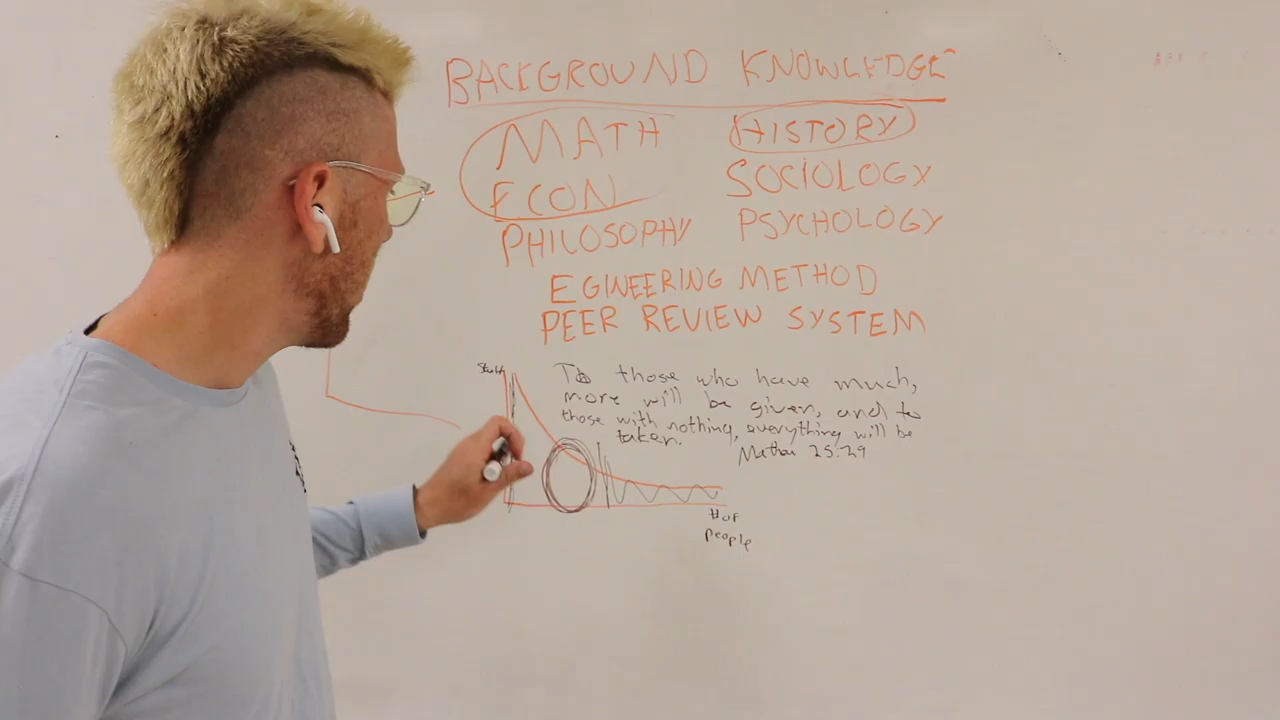 BACKGROUND KNOWLEDGE
MATH HISTORY
ECON SOCIOLOGY
PHILOSOPHY PSYCHOLOGY
EGINEERING METHOD
PEER REVIEW SYSTEM
To those who have much,
more will be given, and to
those with nothing, everything will be
taken.
25:29
# of
people